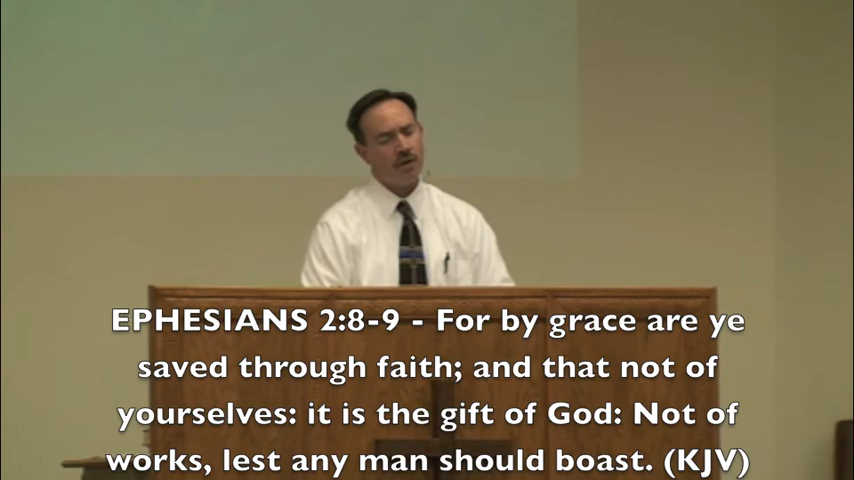 EPHESIANS 2:8-9 - For by grace are ye
saved through faith; and that not of
yourselves: it is the gift of God: Not of
works, lest any man should boast. (KJV)